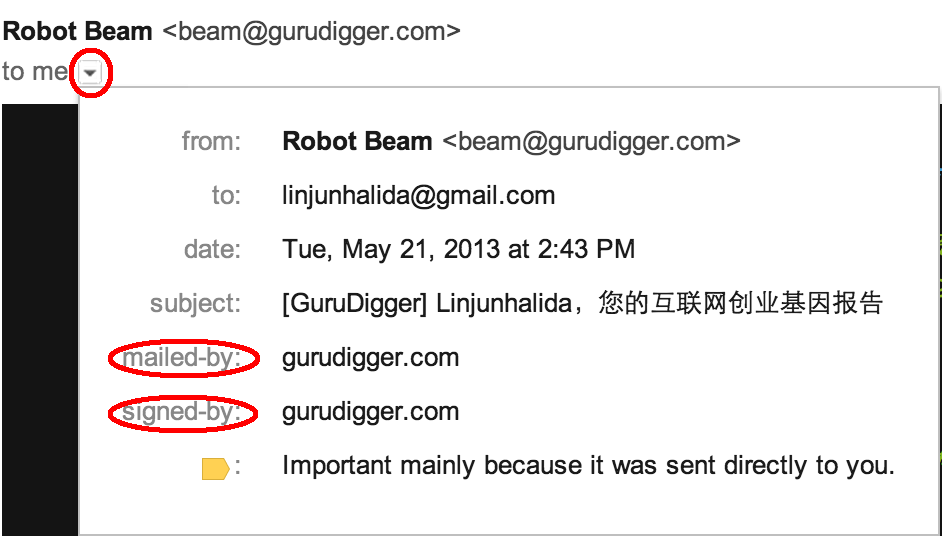 Robot Beam <beam@gurudigger.com>
to me
from: Robot Beam <beam@gurudigger.com>
to: linjunhalida@gmail.com
date: Tue, May 21, 2013 at 2:43 PM
subject: [GuruDigger] Linjunhalida，您的互联网创业基因报告
mailed-by: gurudigger.com
signed-by: gurudigger.com
: Important mainly because it was sent directly to you.